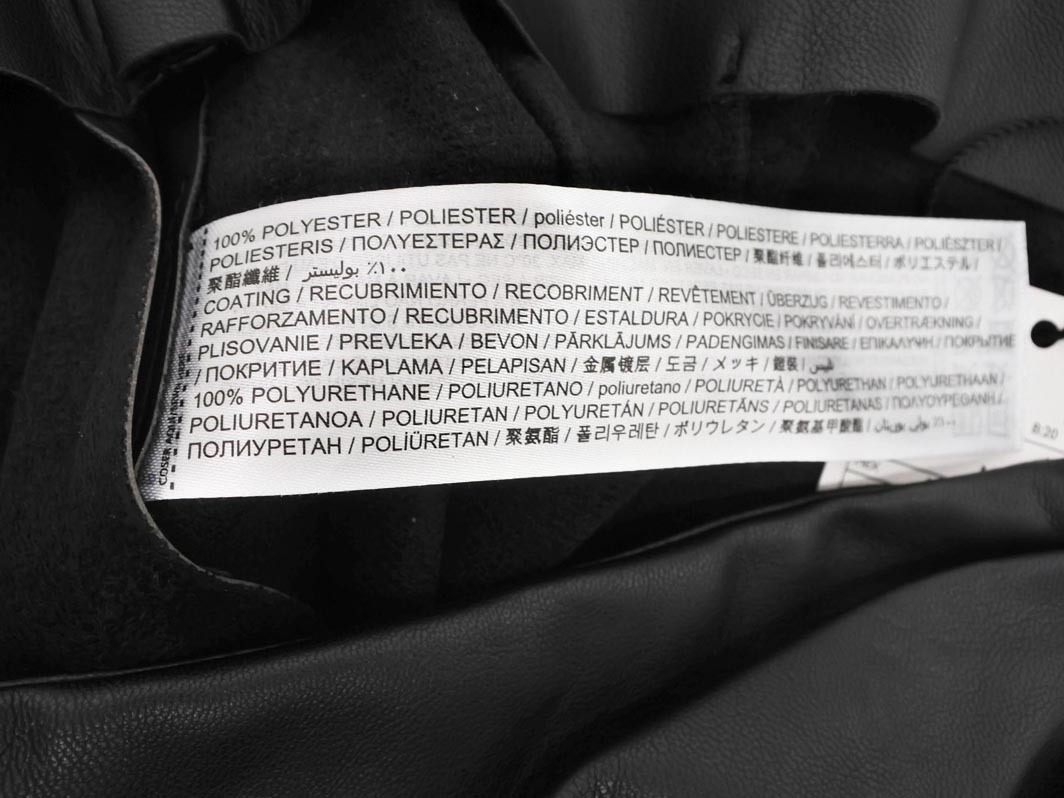 100% POLYESTER / POLIESTER / poliéster / POLIÉSTER / POLIESTERE / POLIESTERRA / POLIÉSZTER /
POLIESTERIS / ΠΟΛΥΕΣΤΕΡΑΣ / ПОЛИЭСТЕР / ПОЛИЕСТЕР / 聚酯纤维 / 폴리에스터 / ポリエステル /
聚酯纖維 / ١٠٠٪ بوليستر
COATING / RECUBRIMIENTO / RECOBRIMENT / REVÊTEMENT / ÜBERZUG / REVESTIMENTO /
RAFFORZAMENTO / RECUBRIMENTO / ESTALDURA / POKRYCIE / POKRYVÁNÍ / OVERTRÆKNING /
PLISOVANIE / PREVLEKA / BEVON / PĀRKLĀJUMS / PADENGIMAS / FINISARE / ΕΠΙΚΑΛΥΨΗ / ПОКРЫТИЕ
/ ПОКРИТИЕ / KAPLAMA / PELAPISAN / 金属镀层 / 도금 / メッキ / 鍍裝 /
100% POLYURETHANE / POLIURETANO / poliuretano / POLIURETÀ / POLYURETHAN / POLYURETHAAN /
POLIURETANOA / POLIURETAN / POLYURETÁN / POLIURETĀNS / POLIURETANAS / ΠΟΛΥΟΥΡΕΘΑΝΗ /
ПОЛИУРЕТАН / POLİÜRETAN / 聚氨酯 / 폴리우레탄 / ポリウレタン / 聚氨基甲酸酯 /
COSER
B:20